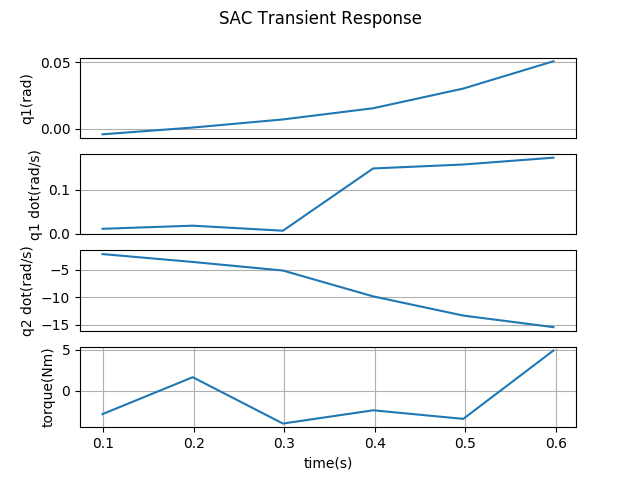 SAC Transient Response
0.05
0.00
q1(rad)
0.1
0.0
q1 dot(rad/s)
−5
−10
−15
q2 dot(rad/s)
5
0
torque(Nm)
0.1 0.2 0.3 0.4 0.5 0.6
time(s)